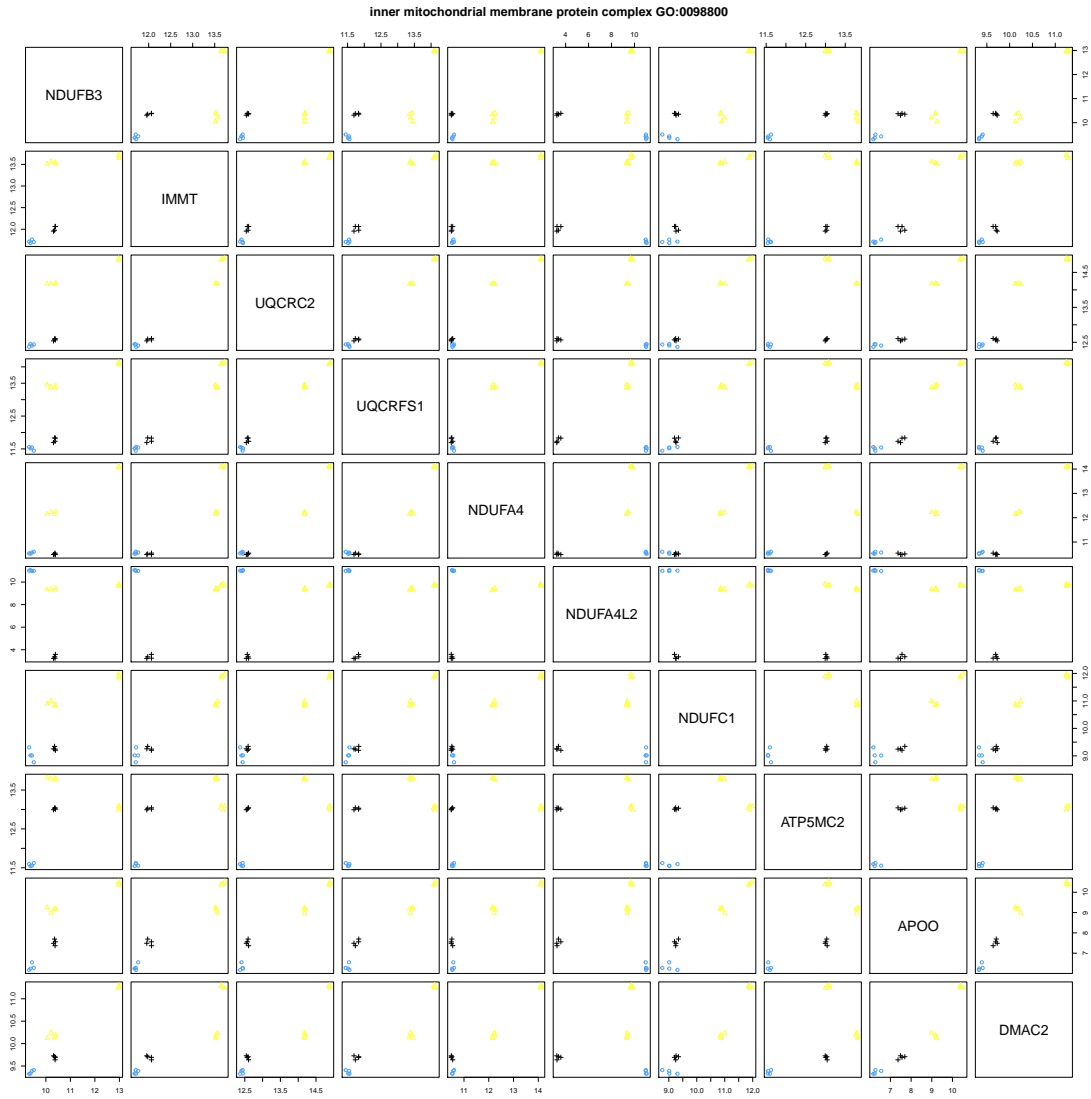 inner mitochondrial membrane protein complex GO:0098800
12.0 13.5 11.5 12.5 13.5 4 6 8 10 11.5 12.5 13.5 9.5 10.0 11.0
NDUFB3
10 11 12 13
12.0 12.5 13.0 13.5
IMMT
UQCRC2
12.5 13.5 14.5
11.5 12.5 13.5
UQCRFS1
NDUFA4
11 12 13 14
4 6 8 10
NDUFA4L2
NDUFC1
9.0 10.0 11.0 12.0
11.5 12.5 13.5
ATP5MC2
APOO
7 8 9 10
9.5 10.0 10.5 11.0
DMAC2
10 11 12 13 12.5 13.5 14.5 11 12 13 14 9.0 10.0 11.0 12.0 7 8 9 10